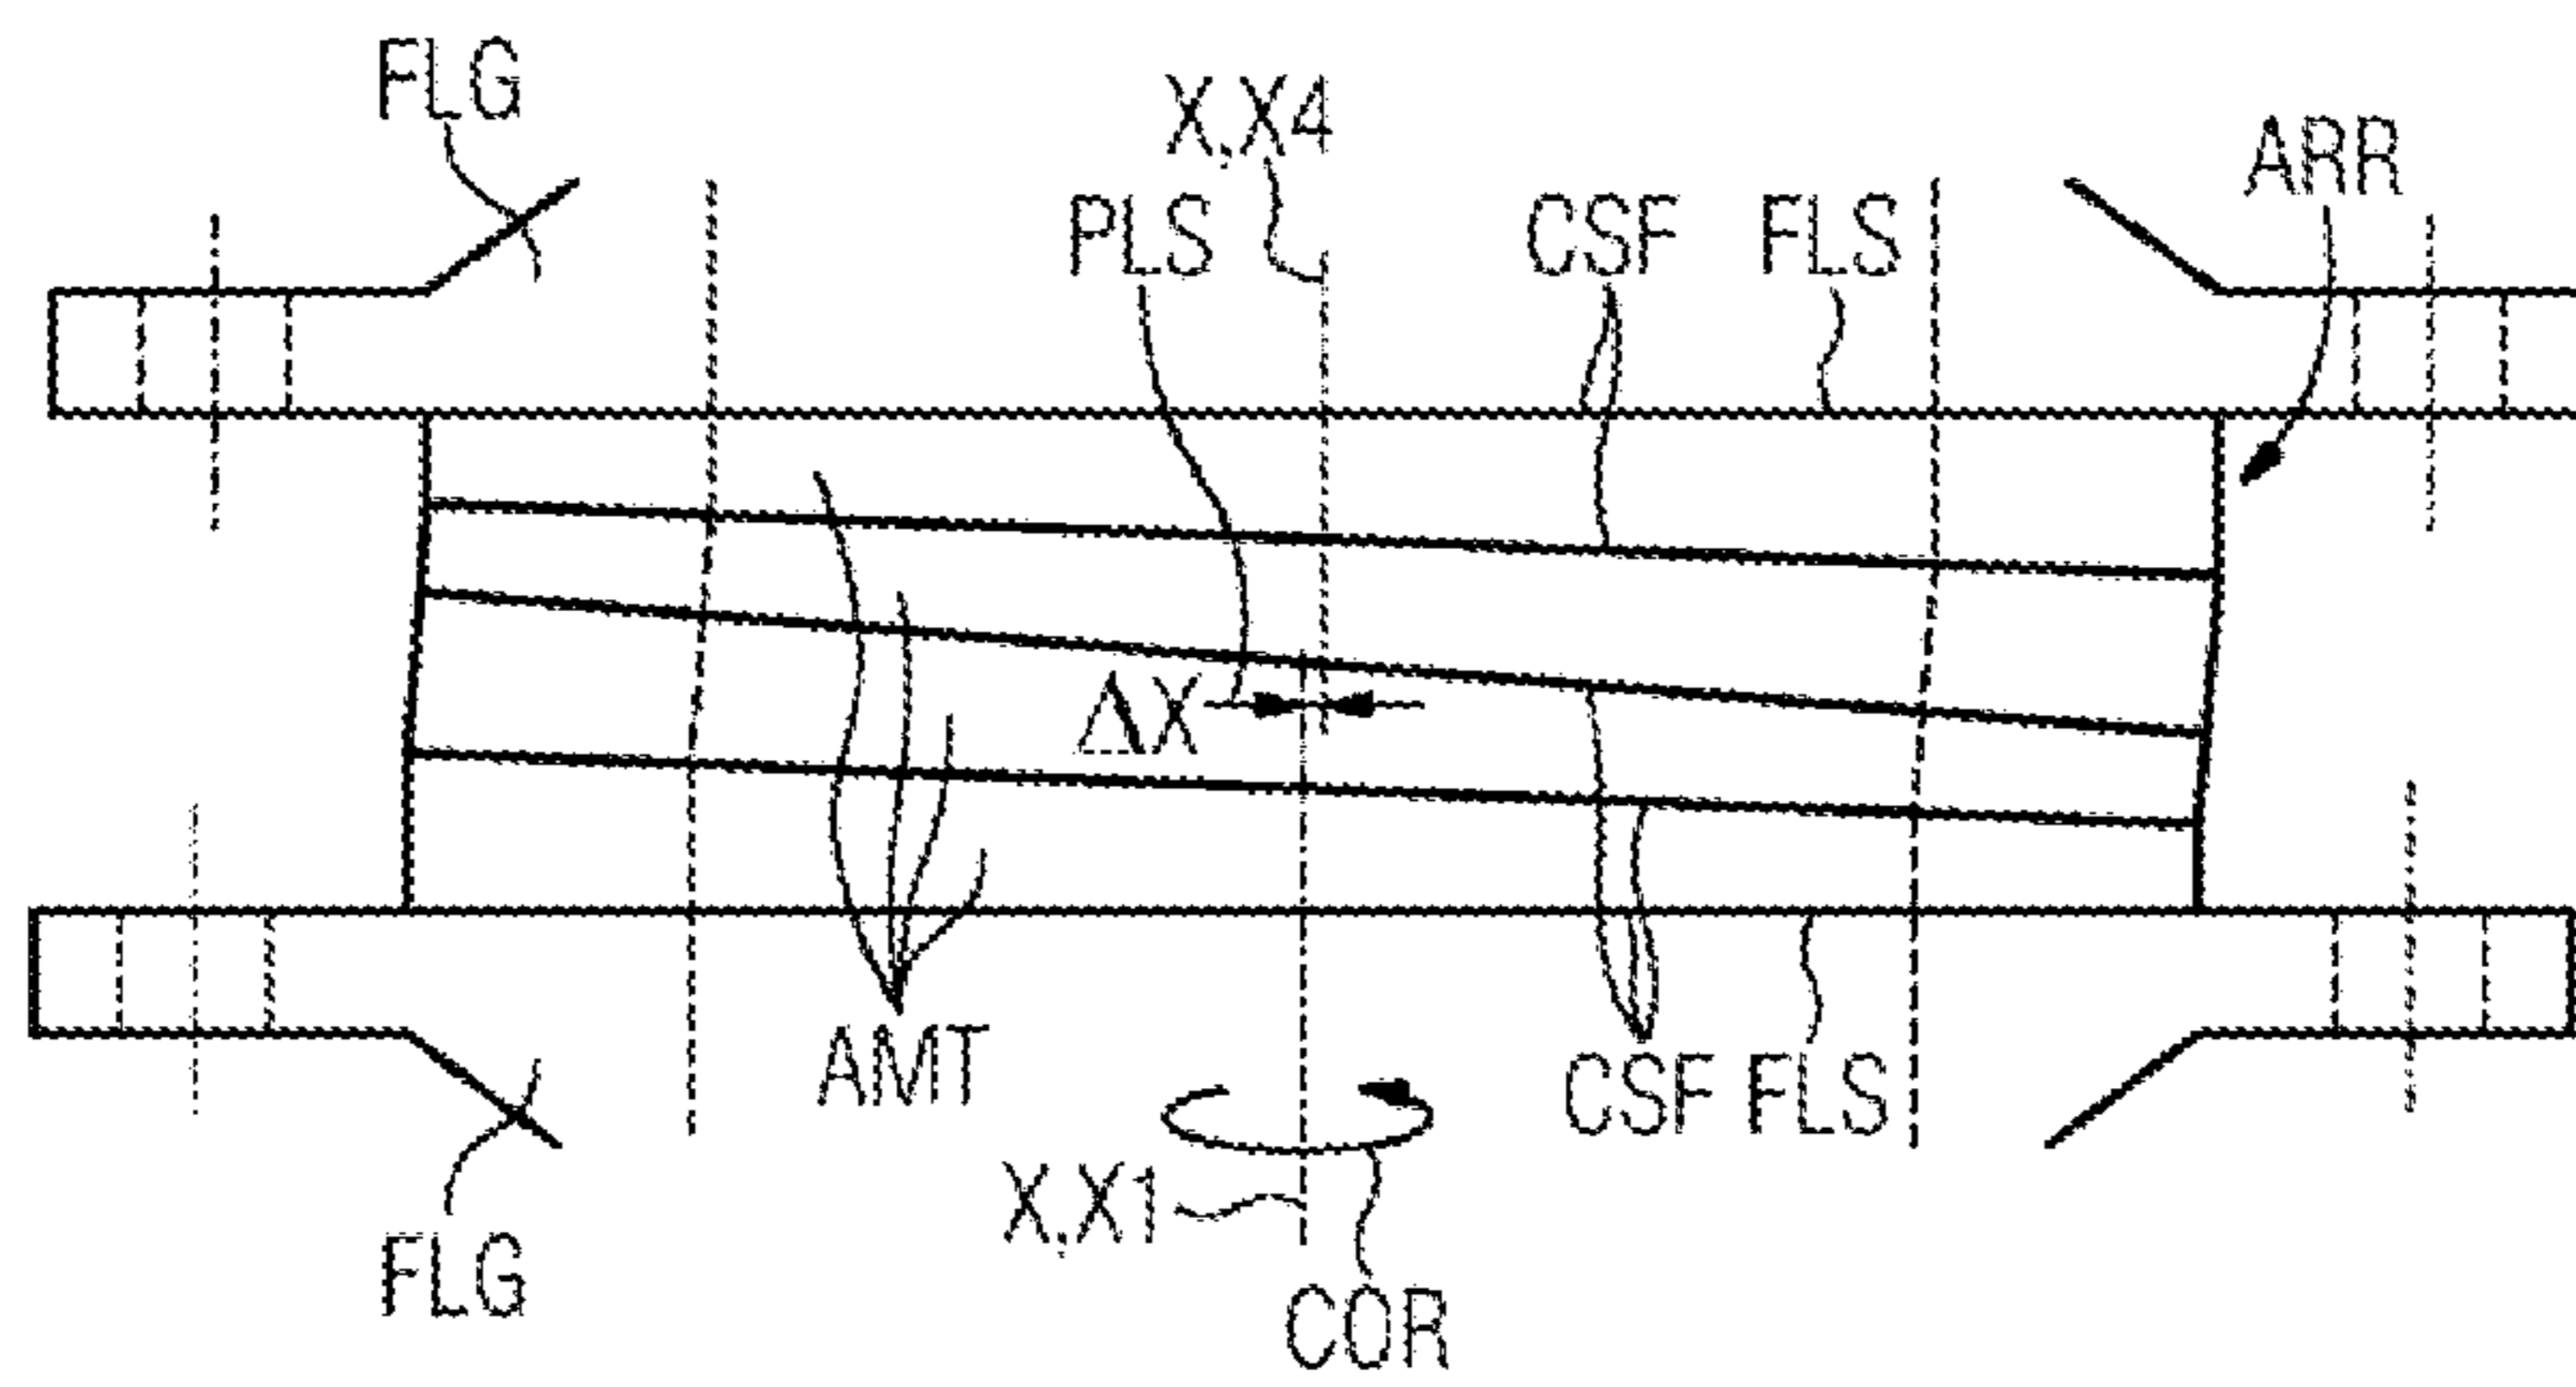 FLG
X,X4
ARR
PLS
CSF FLS
ΔX
AMT
CSF FLS
X,X1
FLG
COR